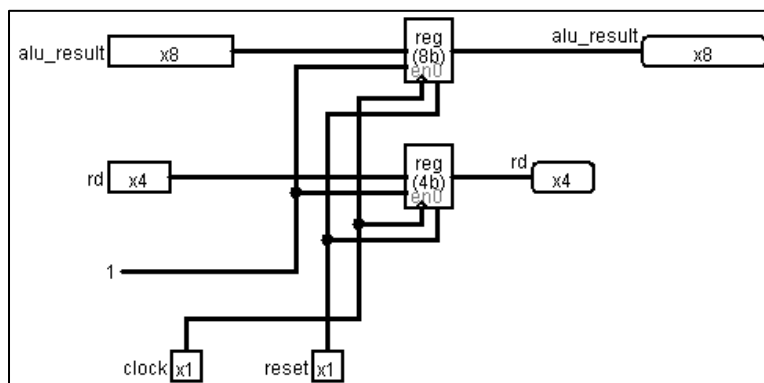 alu_result x8 reg (8b) en0 alu_result x8
rd x4 reg (4b) en0 rd x4
1
clock x1 reset x1